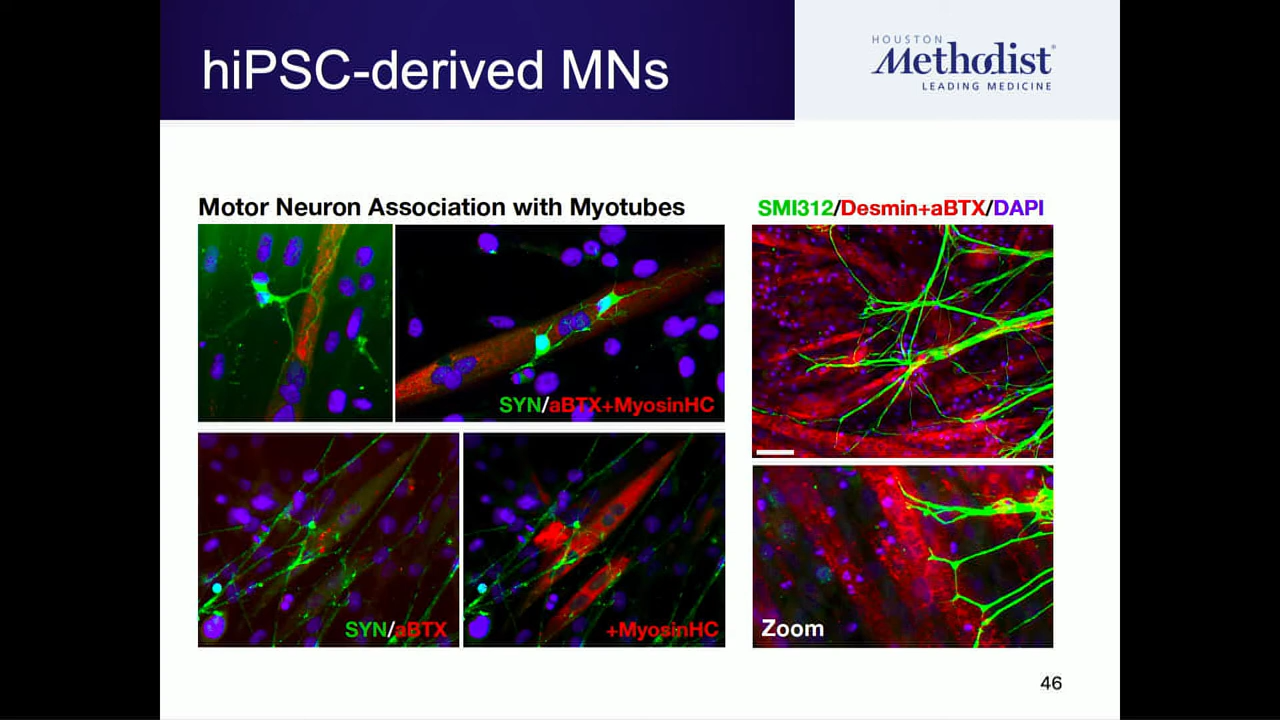 hiPSC-derived MNs
HOUSTON
Methodist®
LEADING MEDICINE
Motor Neuron Association with Myotubes
SYN/aBTX+MyosinHC
SYN/aBTX
+MyosinHC
SMI312/Desmin+aBTX/DAPI
Zoom
46